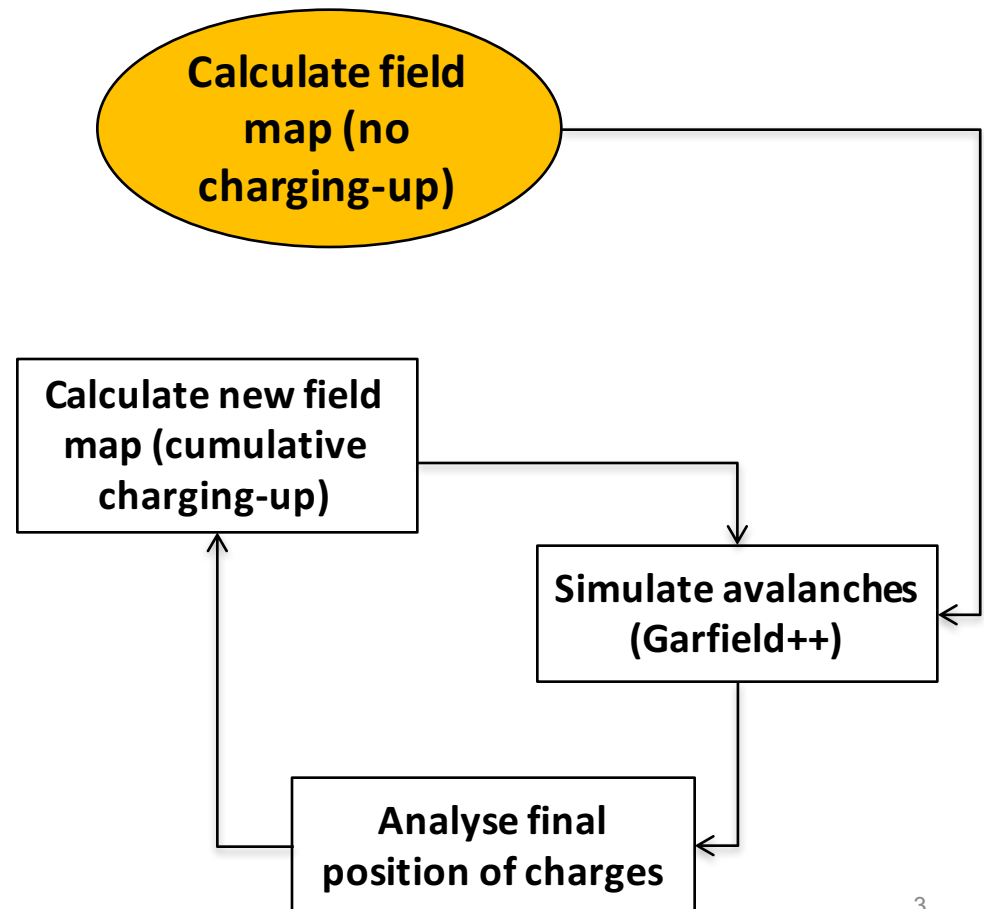 Calculate field
map (no
charging-up)
Calculate new field
map (cumulative
charging-up)
Simulate avalanches
(Garfield++)
Analyse final
position of charges
3